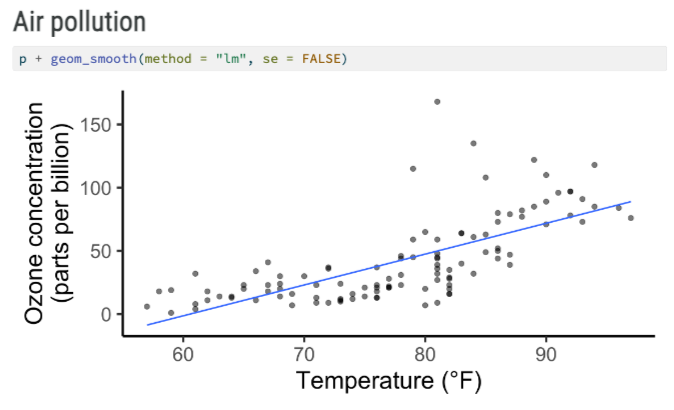 Air pollution
p + geom_smooth(method = "lm", se = FALSE)
Ozone concentration
(parts per billion)
150
100
50
0
60 70 80 90
Temperature (°F)